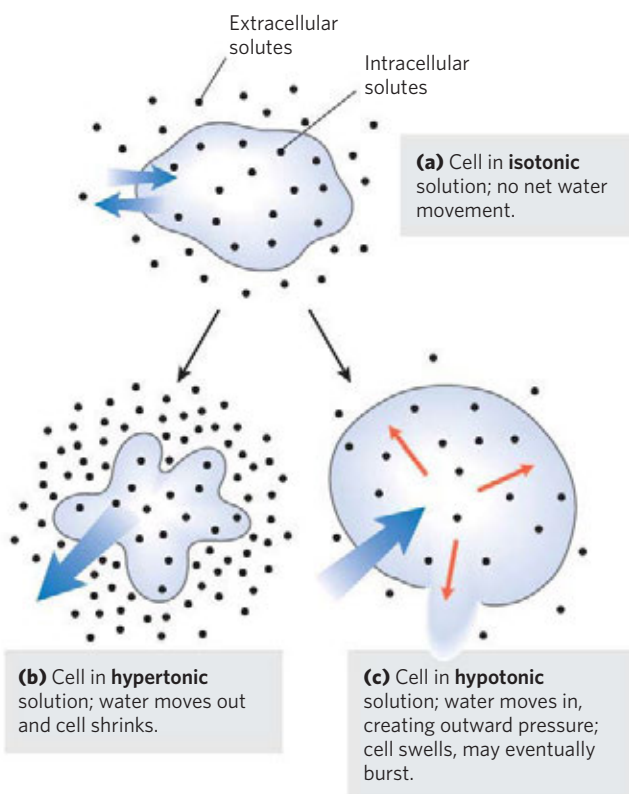 Extracellular
solutes
Intracellular
solutes
(a) Cell in isotonic
solution; no net water
movement.
(b) Cell in hypertonic
solution; water moves out
and cell shrinks.
(c) Cell in hypotonic
solution; water moves in,
creating outward pressure;
cell swells, may eventually
burst.